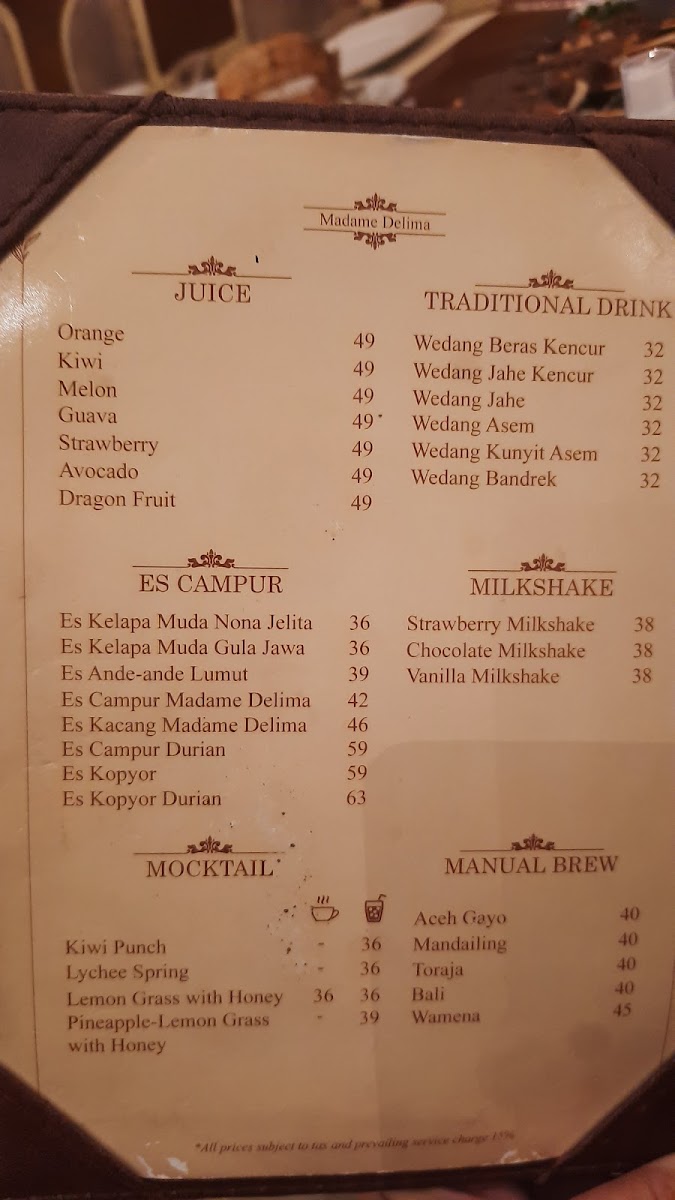 Madame Delima
JUICE
Orange 49
Kiwi 49
Melon 49
Guava 49
Strawberry 49
Avocado 49
Dragon Fruit 49
TRADITIONAL DRINK
Wedang Beras Kencur 32
Wedang Jahe Kencur 32
Wedang Jahe 32
Wedang Asem 32
Wedang Kunyit Asem 32
Wedang Bandrek 32
ES CAMPUR
Es Kelapa Muda Nona Jelita 36
Es Kelapa Muda Gula Jawa 36
Es Ande-ande Lumut 39
Es Campur Madame Delima 42
Es Kacang Madame Delima 46
Es Campur Durian 59
Es Kopyor 59
Es Kopyor Durian 63
MILKSHAKE
Strawberry Milkshake 38
Chocolate Milkshake 38
Vanilla Milkshake 38
MOCKTAIL
Kiwi Punch - 36
Lychee Spring - 36
Lemon Grass with Honey 36 36
Pineapple-Lemon Grass - 39
with Honey
MANUAL BREW
Aceh Gayo 40
Mandailing 40
Toraja 40
Bali 40
Wamena 45
*All prices subject to tax and prevailing service charge 15%